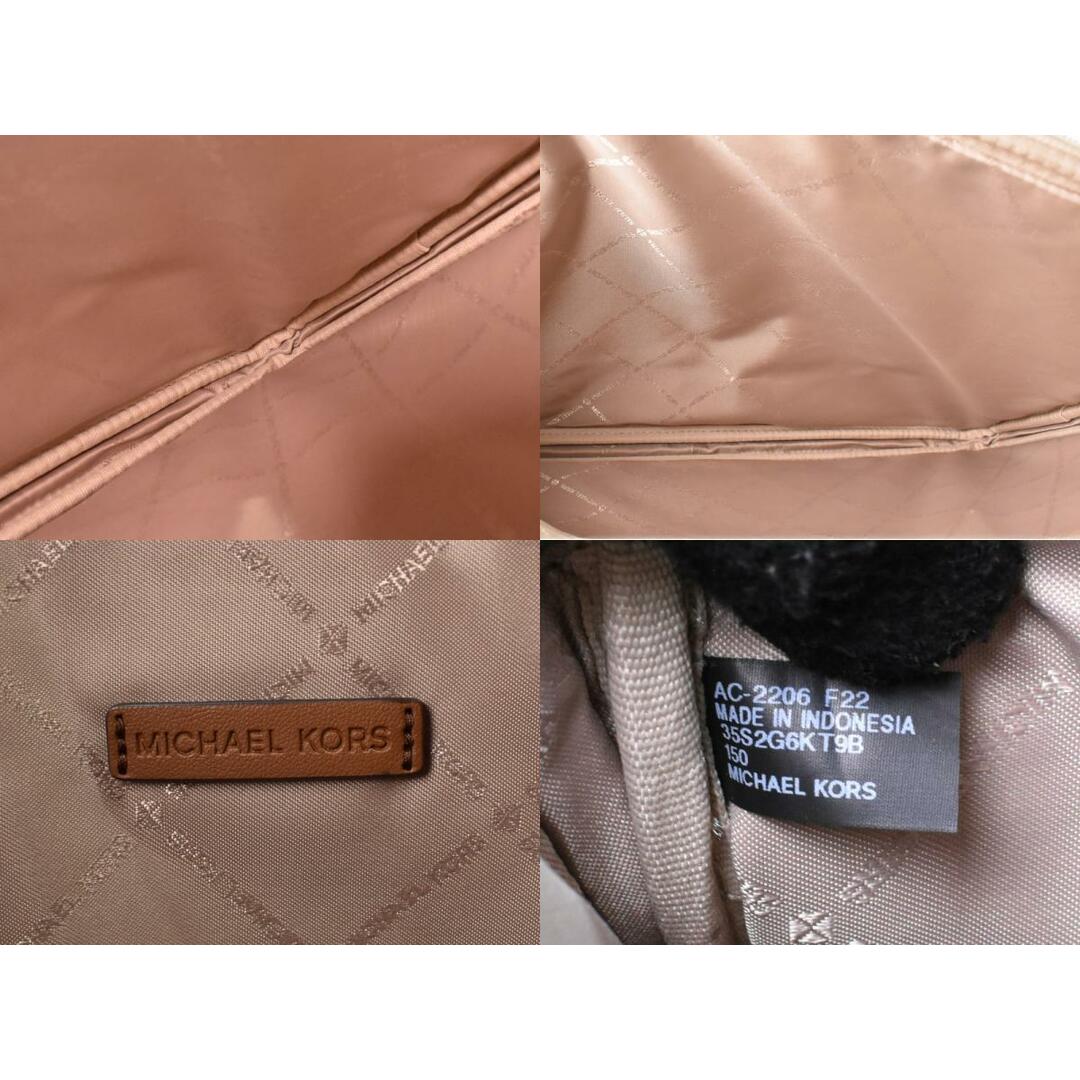 MICHAEL KORS
AC-2206 F22
MADE IN INDONESIA
35S2G6KT9B
150
MICHAEL KORS